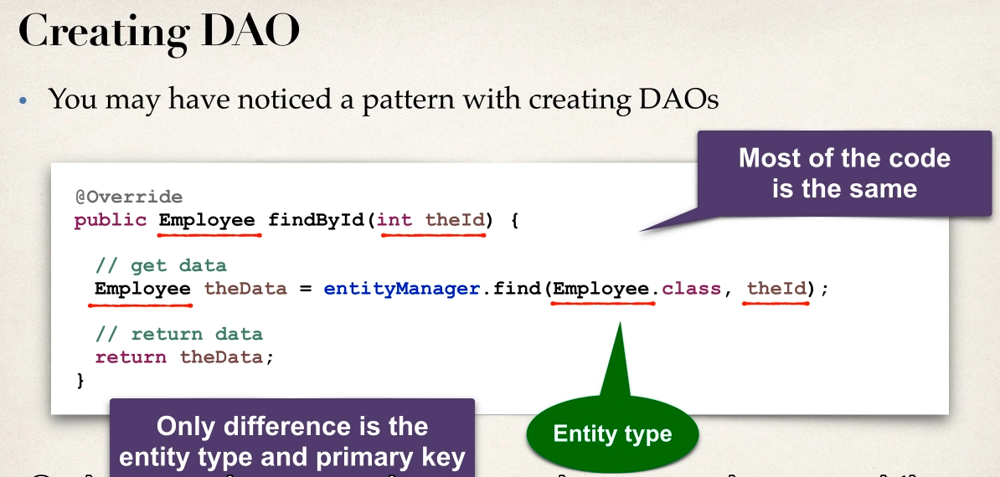 Creating DAO
• You may have noticed a pattern with creating DAOs
Most of the code
is the same
@Override
public Employee findById(int theId) {
// get data
Employee theData = entityManager.find(Employee.class, theId);
// return data
return theData;
}
Only difference is the
entity type and primary key
Entity type